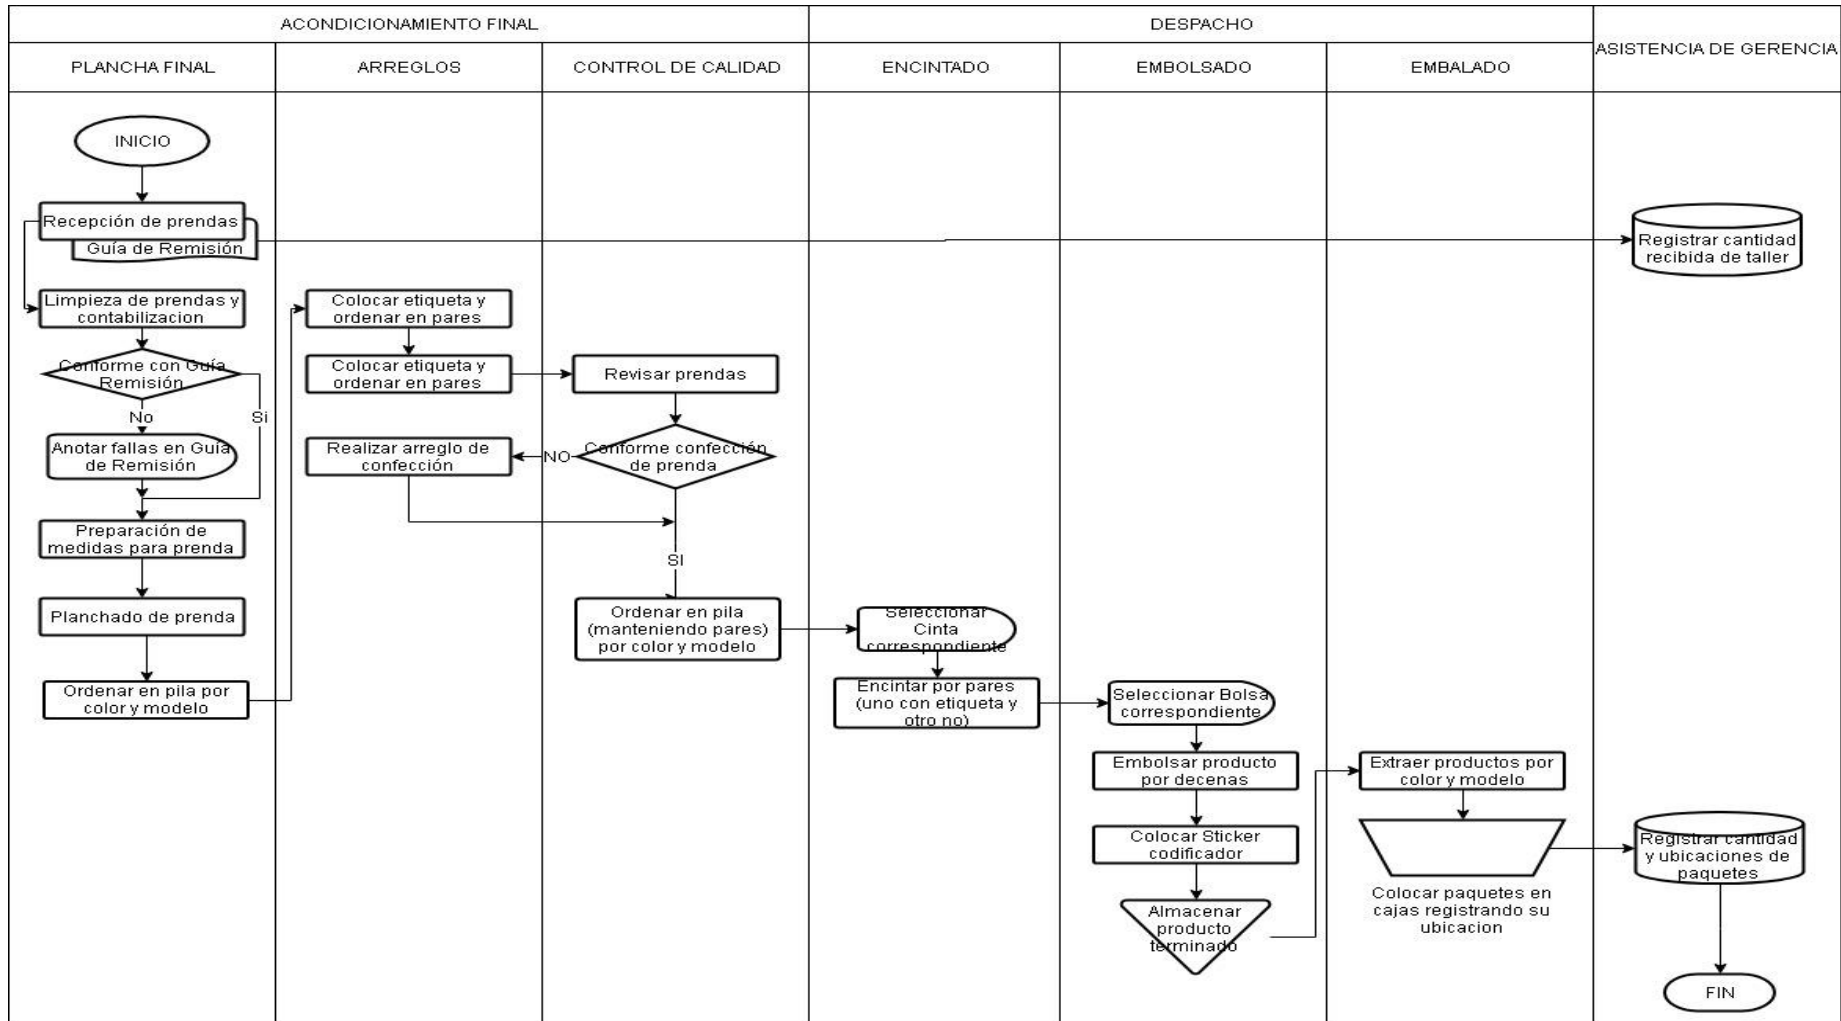 ACONDICIONAMIENTO FINAL
DESPACHO
ASISTENCIA DE GERENCIA
PLANCHA FINAL
ARREGLOS
CONTROL DE CALIDAD
ENCINTADO
EMBOLSADO
EMBALADO
INICIO
Recepción de prendas
Guía de Remisión
Registrar cantidad
recibida de taller
Limpieza de prendas y
contabilizacion
Conforme con Guía
Remisión
No
Si
Anotar fallas en Guía
de Remisión
Preparación de
medidas para prenda
Planchado de prenda
Ordenar en pila por
color y modelo
Colocar etiqueta y
ordenar en pares
Colocar etiqueta y
ordenar en pares
Revisar prendas
Conforme confección
de prenda
NO
Realizar arreglo de
confección
SI
Ordenar en pila
(manteniendo pares)
por color y modelo
Seleccionar
Cinta
correspondiente
Encintar por pares
(uno con etiqueta y
otro no)
Seleccionar Bolsa
correspondiente
Embolsar producto
por decenas
Colocar Sticker
codificador
Almacenar
producto
terminado
Extraer productos por
color y modelo
Colocar paquetes en
cajas registrando su
ubicacion
Registrar cantidad
y ubicaciones de
paquetes
FIN